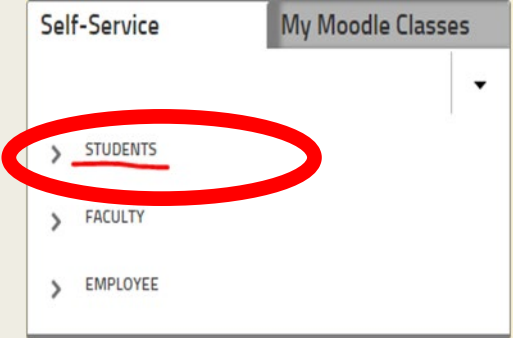 Self-Service My Moodle Classes
STUDENTS
FACULTY
EMPLOYEE